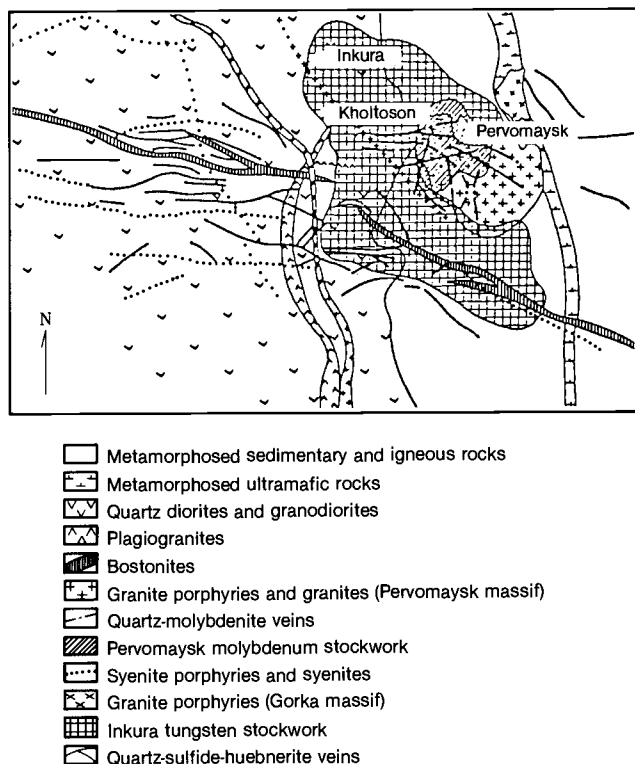 Inkura
Kholtoson
Pervomaysk
N
Metamorphosed sedimentary and igneous rocks
Metamorphosed ultramafic rocks
Quartz diorites and granodiorites
Plagiogranites
Bostonites
Granite porphyries and granites (Pervomaysk massif)
Quartz-molybdenite veins
Pervomaysk molybdenum stockwork
Syenite porphyries and syenites
Granite porphyries (Gorka massif)
Inkura tungsten stockwork
Quartz-sulfide-huebnerite veins